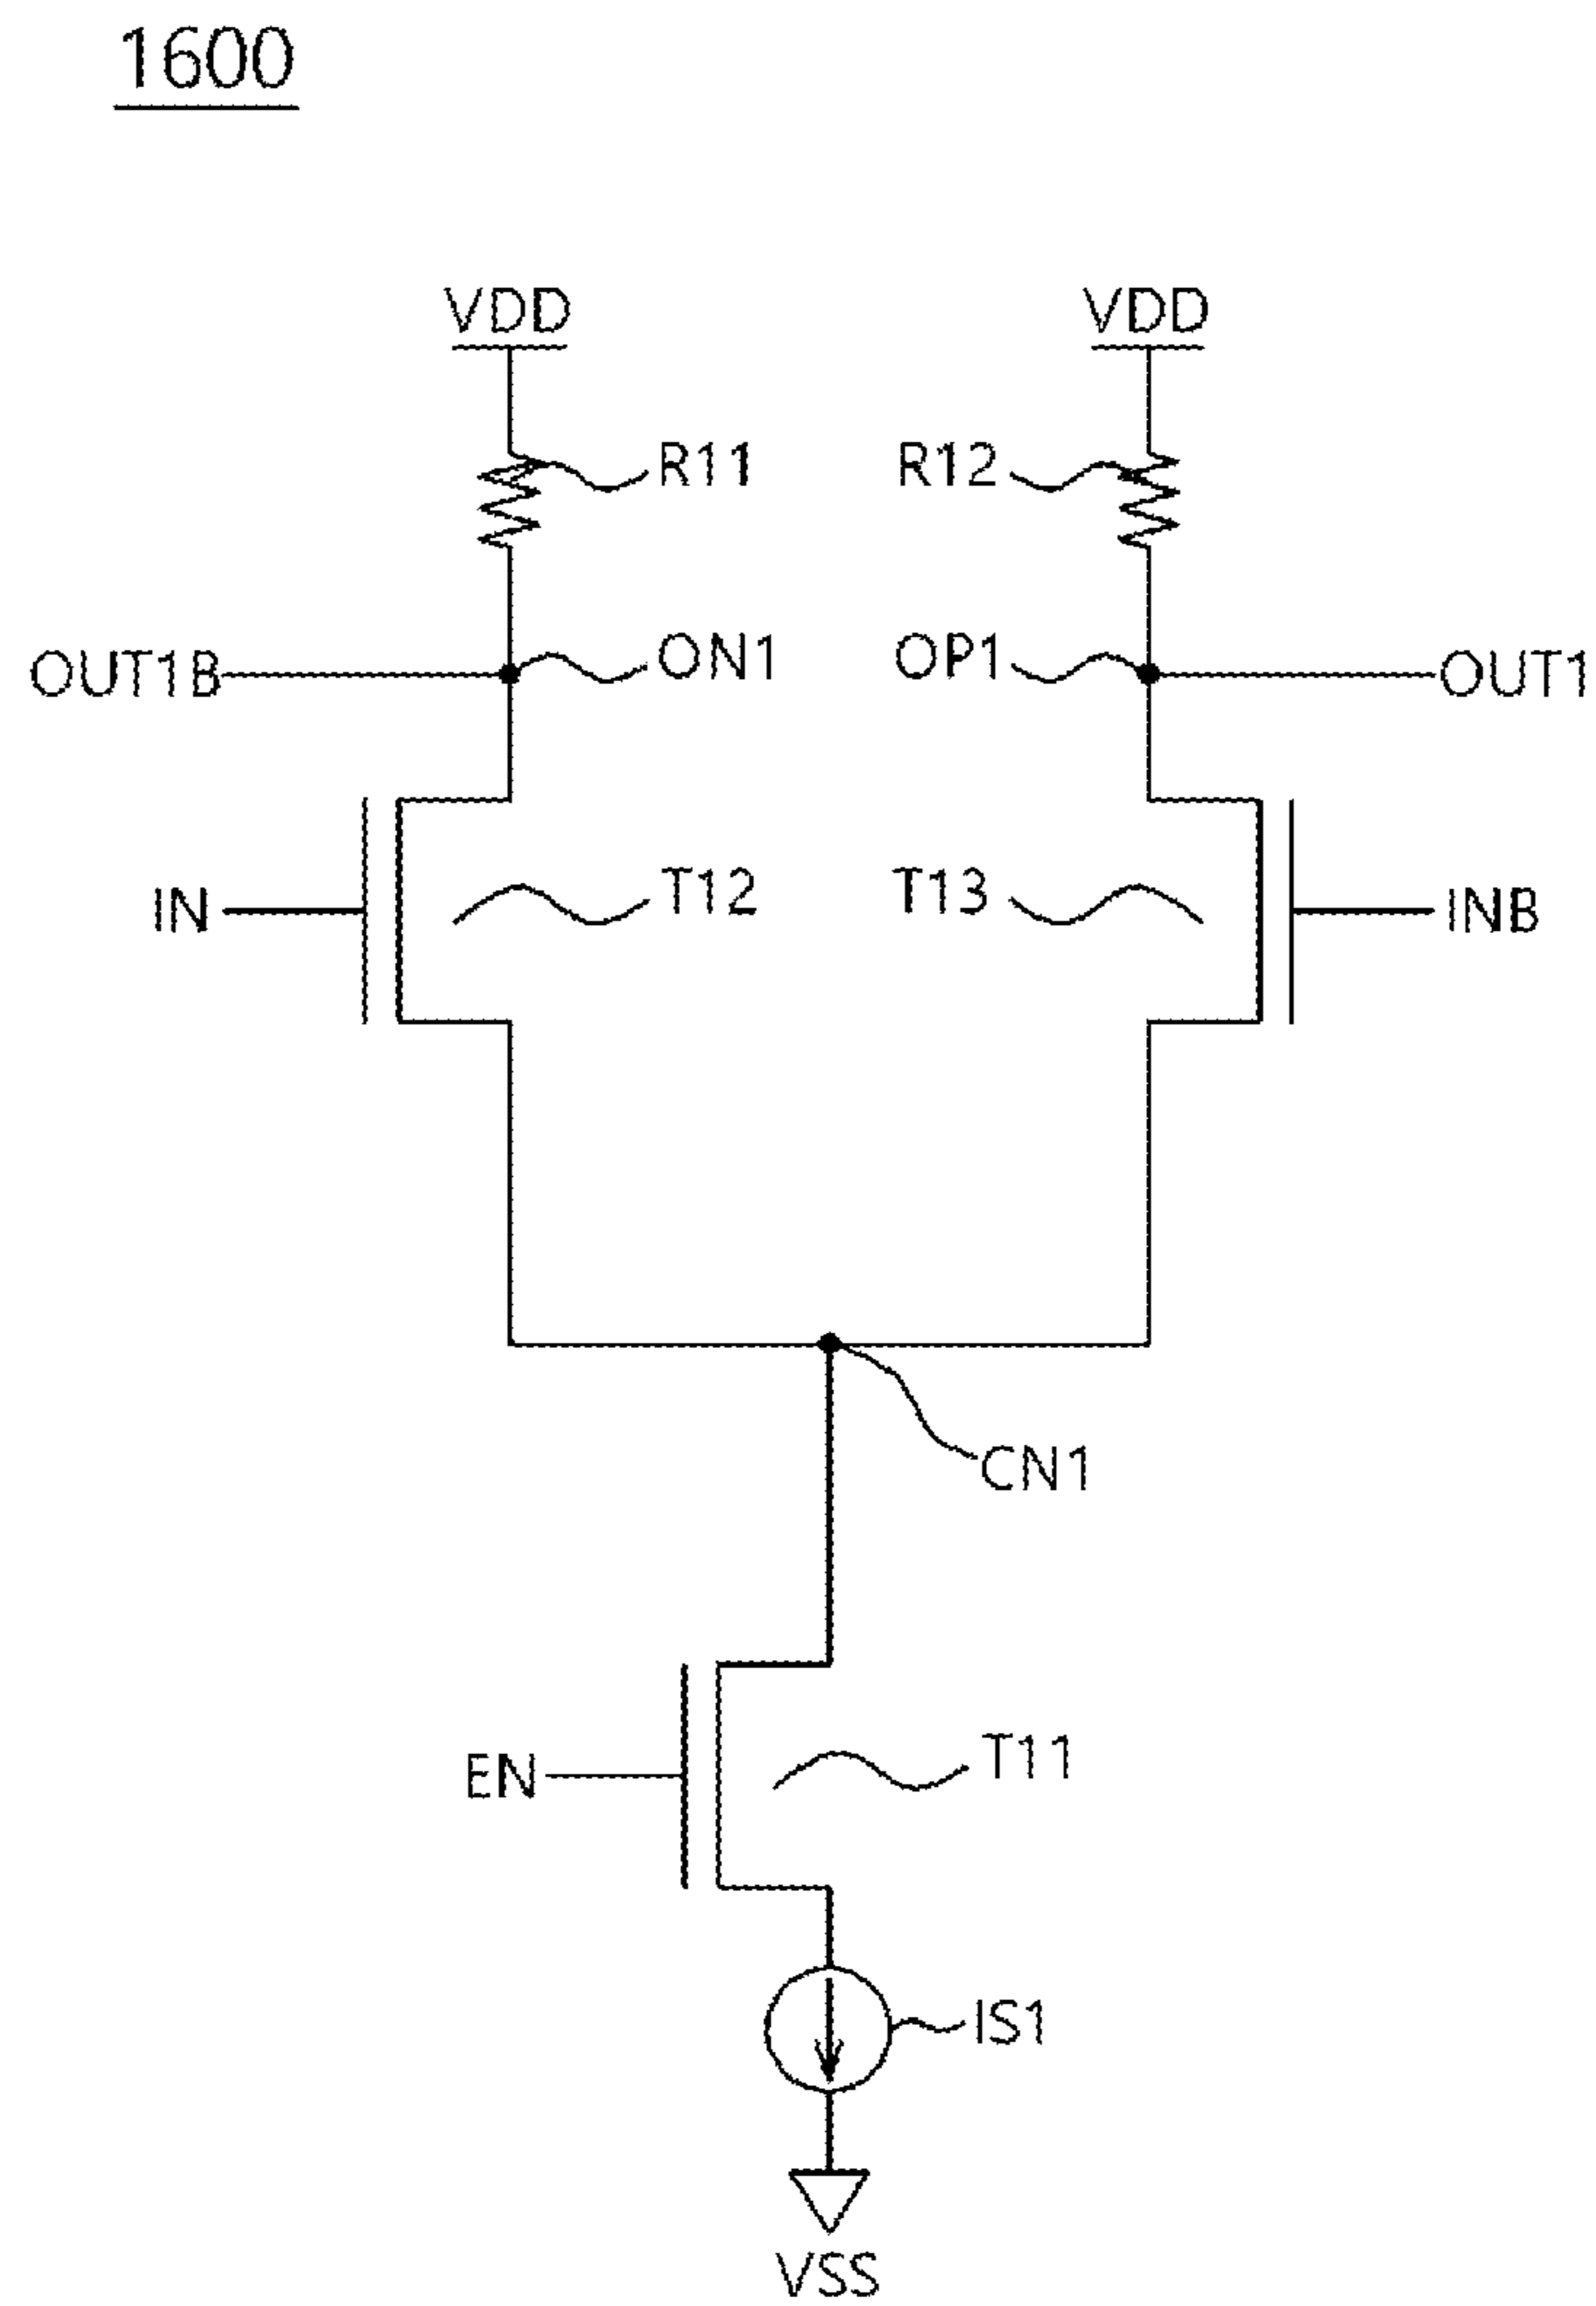 1600
VDD VDD
R11 R12
OUT1B ON1 OP1 OUT1
IN T12 T13 INB
CN1
EN T11
IS1
VSS